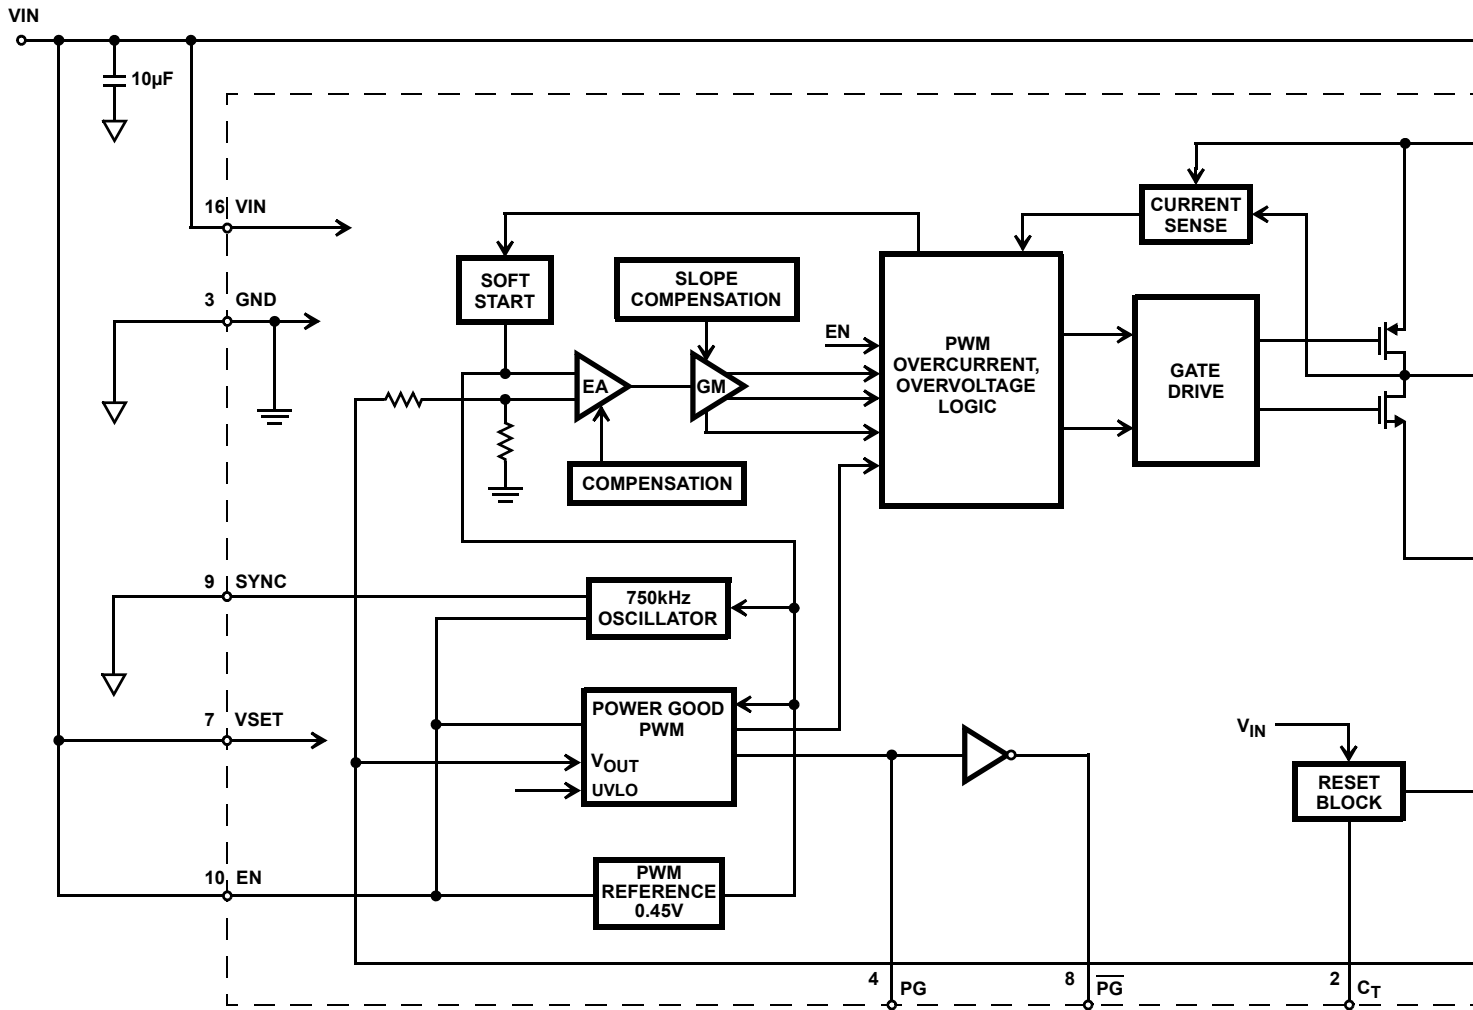 VIN
10µF
16 VIN
3 GND
SOFT
START
SLOPE
COMPENSATION
CURRENT
SENSE
EN
PWM
OVERCURRENT,
OVERVOLTAGE
LOGIC
GATE
DRIVE
EA
GM
COMPENSATION
9 SYNC
750kHz
OSCILLATOR
7 VSET
POWER GOOD
PWM
VOUT
UVLO
VIN
RESET
BLOCK
10 EN
PWM
REFERENCE
0.45V
4 PG
8 PG
2 CT